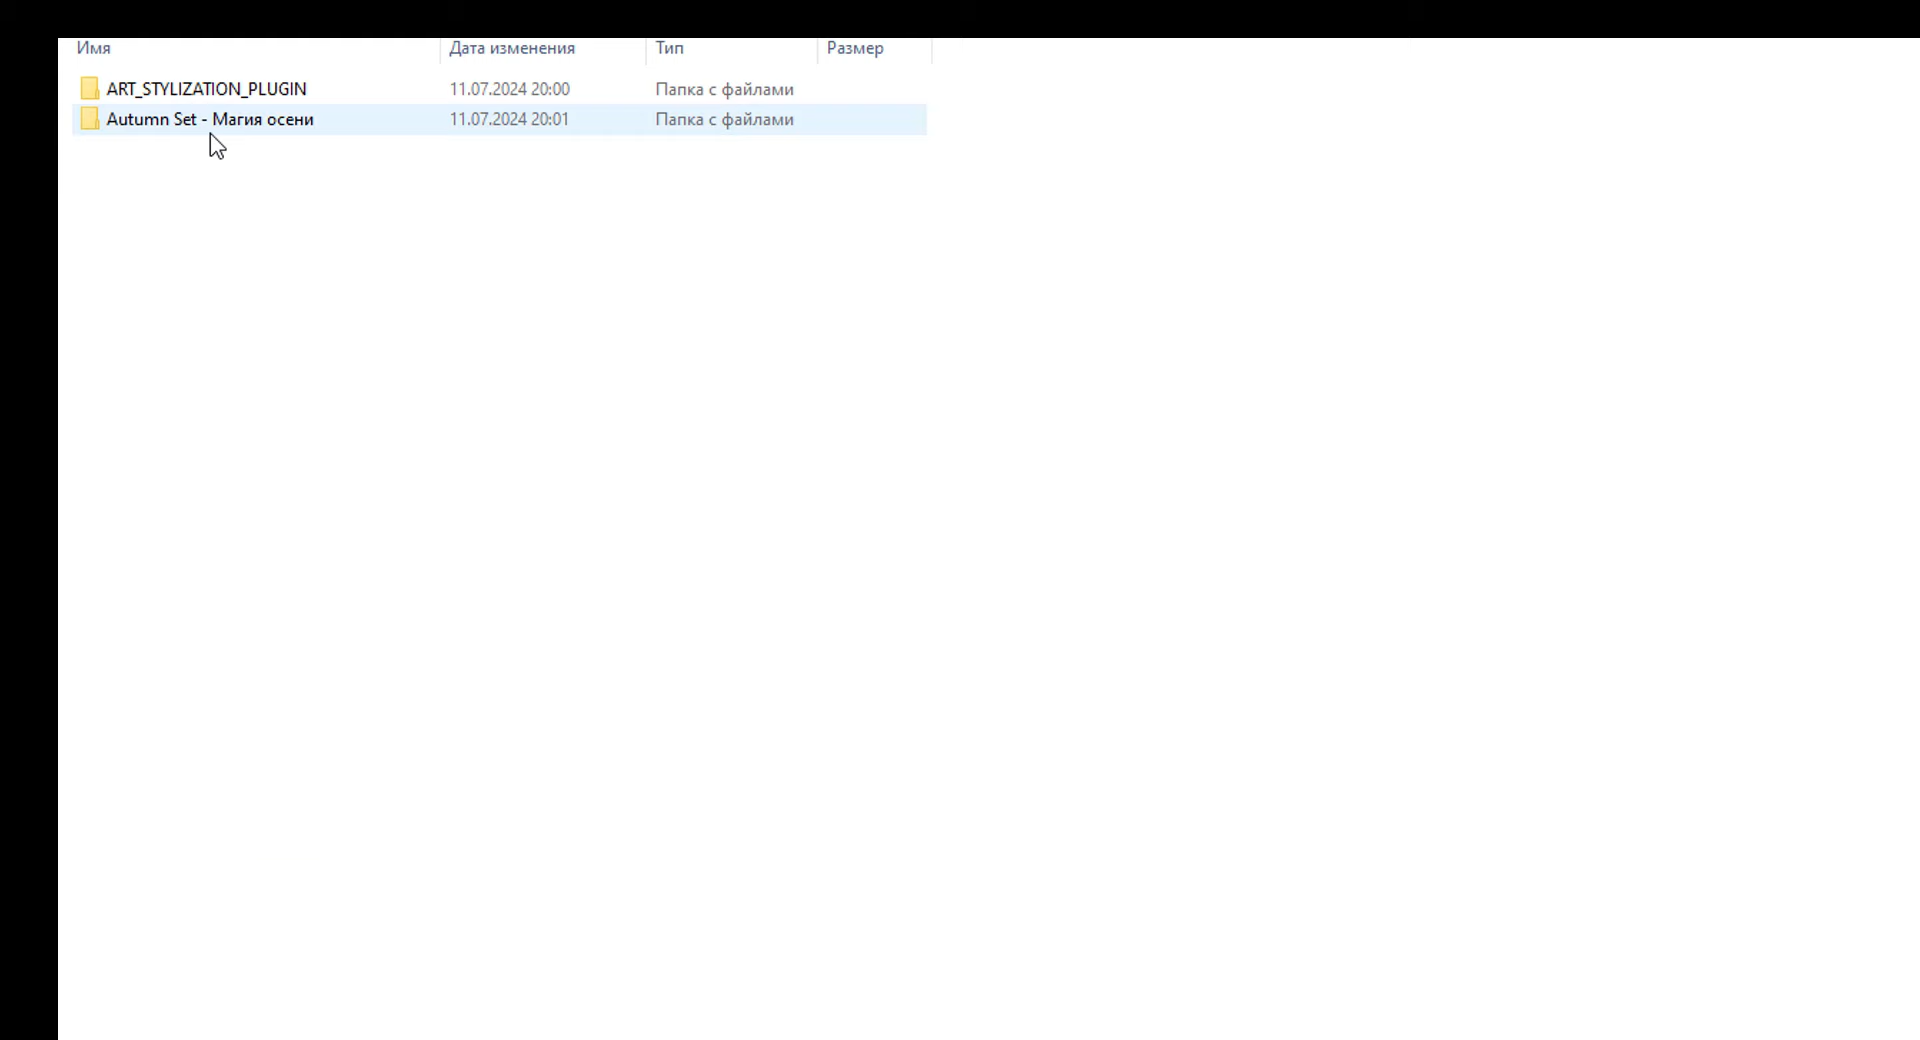 Имя Дата изменения Тип Размер
ART_STYLIZATION_PLUGIN 11.07.2024 20:00 Папка с файлами
Autumn Set - Магия осени 11.07.2024 20:01 Папка с файлами